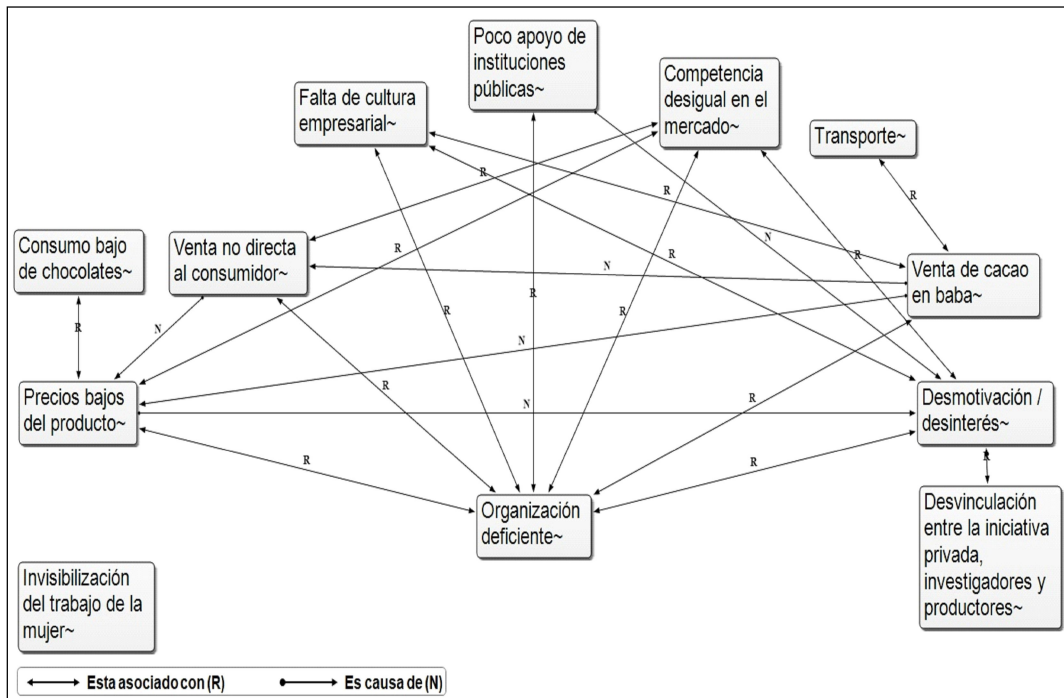 Poco apoyo de
instituciones
públicas~
Competencia
desigual en el
mercado~
Falta de cultura
empresarial~
Transporte~
Consumo bajo
de chocolates~
Venta no directa
al consumidor~
Venta de cacao
en baba~
Precios bajos
del producto~
Desmotivación /
desinterés~
Organización
deficiente~
Desvinculación
entre la iniciativa
privada,
investigadores y
productores~
Invisibilización
del trabajo de la
mujer~
R
R
R
N
R
R
R
N
R
R
R
R
N
N
R
R
N
R
R
R
Esta asociado con (R)
Es causa de (N)